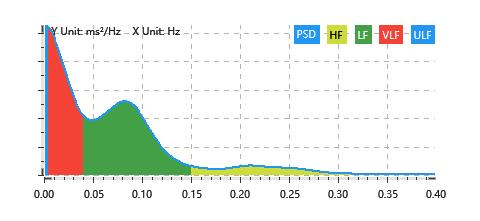 Y Unit: ms²/Hz X Unit: Hz
PSD HF LF VLF ULF
0.00 0.05 0.10 0.15 0.20 0.25 0.30 0.35 0.40